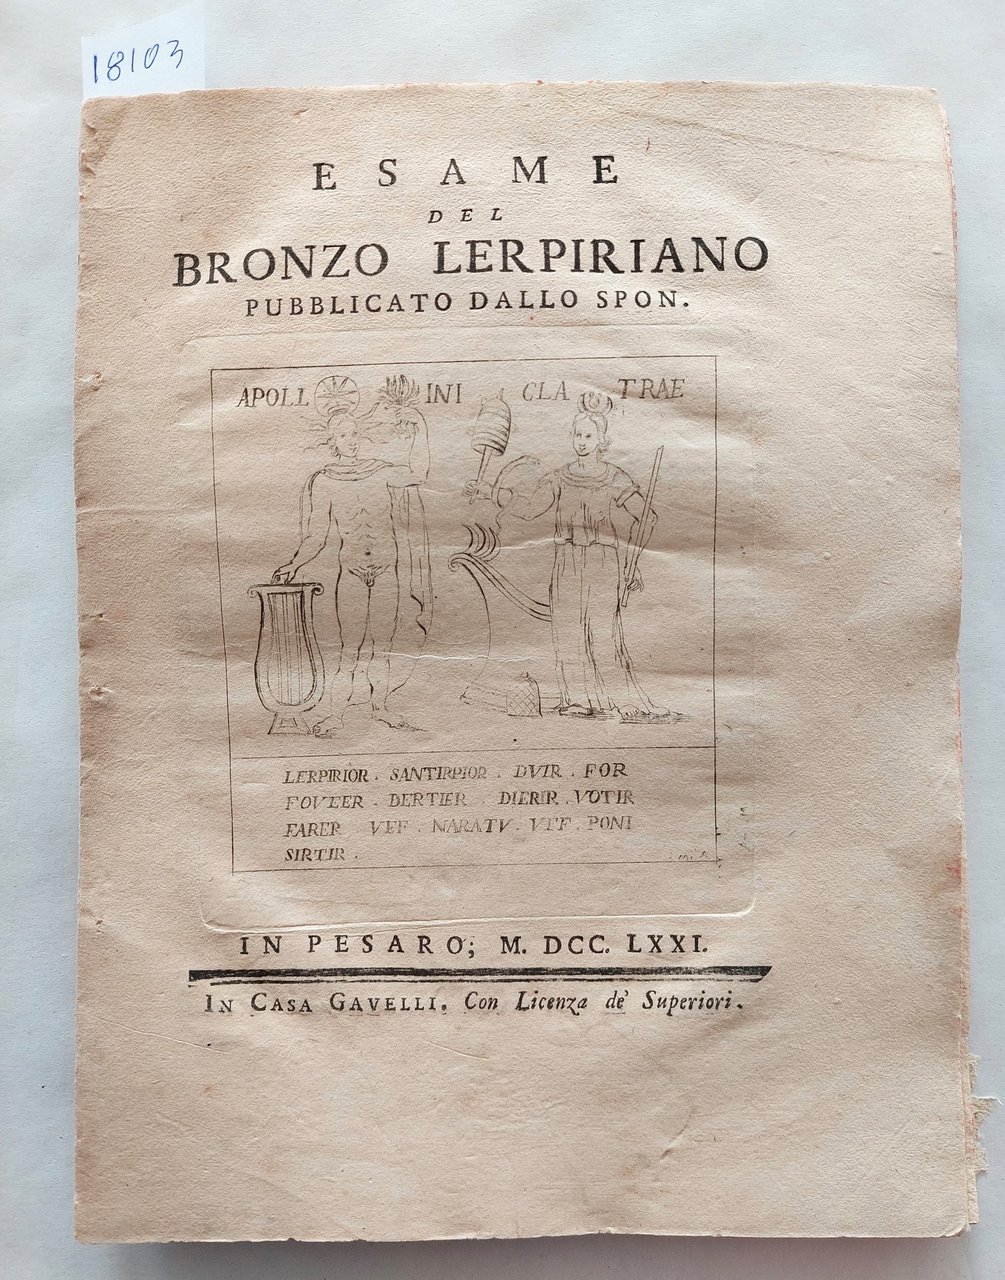 18103
ESAME
DEL
BRONZO LERPIRIANO
PUBBLICATO DALLO SPON.
APOLL INI CLA TRAE
LERPIRIOR . SANTIRPIOR . DVIR . FOR
FOVEER . DERTIER . DIERIR . VOTIR
FARER VEF . NARATV . VEF . PONI
SIRTIR .
IN PESARO; M. DCC. LXXI.
IN CASA GAVELLI. Con Licenza de' Superiori.